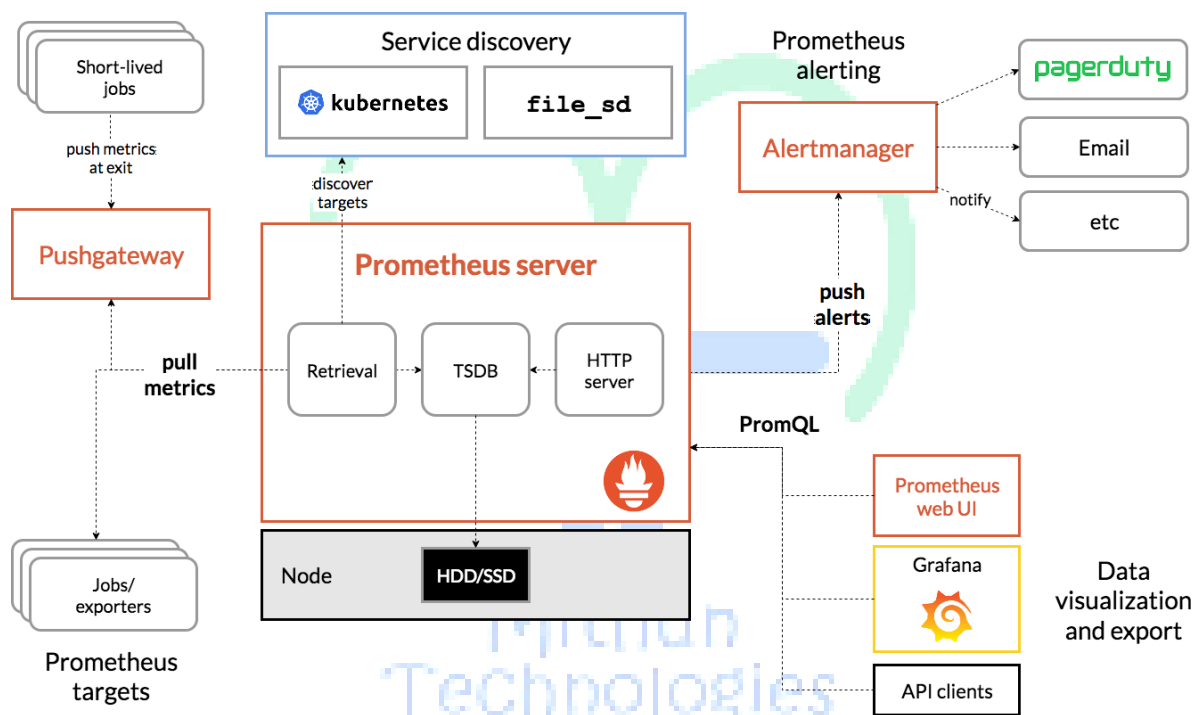 Short-lived
jobs
push metrics
at exit
Pushgateway
pull
metrics
Jobs/
exporters
Prometheus
targets
Service discovery
kubernetes
file_sd
discover
targets
Prometheus server
Retrieval
TSDB
HTTP
server
Node
HDD/SSD
Prometheus
alerting
Alertmanager
pagerduty
Email
notify
etc
push
alerts
PromQL
Prometheus
web UI
Grafana
API clients
Data
visualization
and export
Technologies